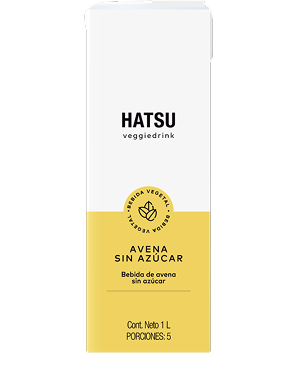 HATSU
veggiedrink
• BEBIDA VEGETAL •
BEBIDA VEGETAL
AVENA
SIN AZÚCAR
Bebida de avena
sin azúcar
Cont. Neto 1 L
PORCIONES: 5